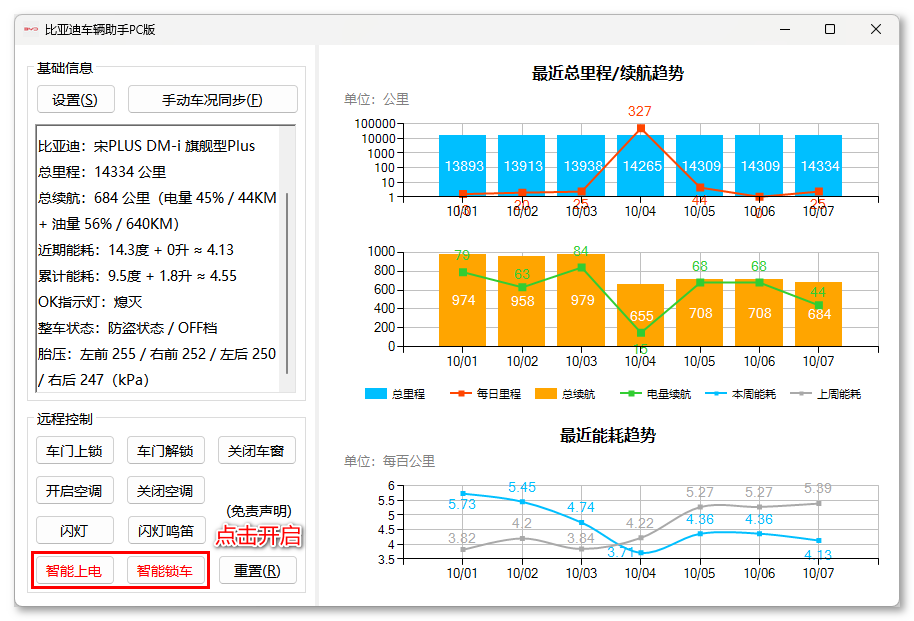 比亚迪车辆助手PC版
基础信息
设置(S)
手动车况同步(F)
比亚迪：宋PLUS DM-i 旗舰型Plus
总里程：14334 公里
总续航：684 公里（电量 45% / 44KM
+ 油量 56% / 640KM）
近期能耗：14.3度 + 0升 ≈ 4.13
累计能耗：9.5度 + 1.8升 ≈ 4.55
OK指示灯：熄灭
整车状态：防盗状态 / OFF档
胎压：左前 255 / 右前 252 / 左后 250
/ 右后 247（kPa）
远程控制
车门上锁 车门解锁 关闭车窗
开启空调 关闭空调
闪灯 闪灯鸣笛
(免责声明)
点击开启
智能上电 智能锁车 重置(R)
最近总里程/续航趋势
单位：公里
327
100000
10000
1000
100
10
1
13893 13913 13938 14265 14309 14309 14334
20 25 44 25
10/01 10/02 10/03 10/04 10/05 10/06 10/07
1000
800
600
400
200
0
79 63 84 15 68 68 44
974 958 979 655 708 708 684
10/01 10/02 10/03 10/04 10/05 10/06 10/07
总里程 每日里程 总续航 电量续航 本周能耗 上周能耗
最近能耗趋势
单位：每百公里
6
5.5
5
4.5
4
3.5
5.73 5.45 4.74 3.71 4.36 4.36 4.13
3.82 4.2 3.84 4.22 5.27 5.27 5.39
10/01 10/02 10/03 10/04 10/05 10/06 10/07